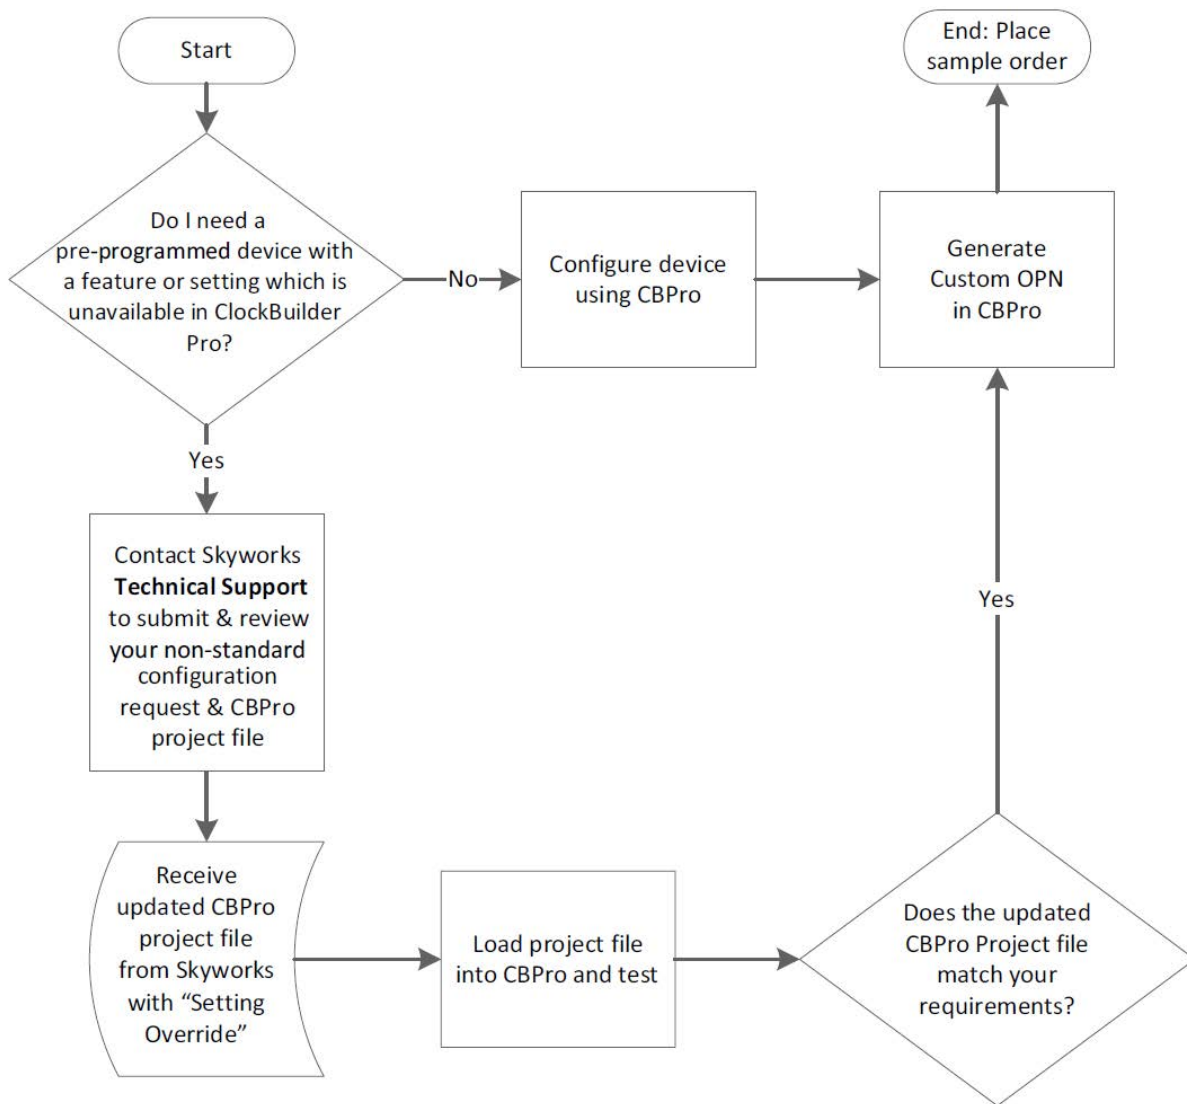 Start
End: Place
sample order
Do I need a
pre-programmed device with
a feature or setting which is
unavailable in ClockBuilder
Pro?
No
Configure device
using CBPro
Generate
Custom OPN
in CBPro
Yes
Contact Skyworks
Technical Support
to submit & review
your non-standard
configuration
request & CBPro
project file
Yes
Receive
updated CBPro
project file
from Skyworks
with “Setting
Override”
Load project file
into CBPro and test
Does the updated
CBPro Project file
match your
requirements?